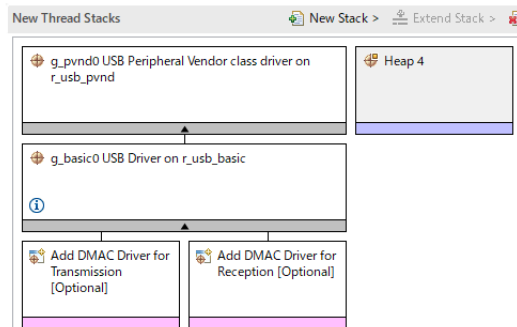 New Thread Stacks
New Stack >
Extend Stack >
g_pvnd0 USB Peripheral Vendor class driver on
r_usb_pvnd
Heap 4
g_basic0 USB Driver on r_usb_basic
Add DMAC Driver for
Transmission
[Optional]
Add DMAC Driver for
Reception [Optional]